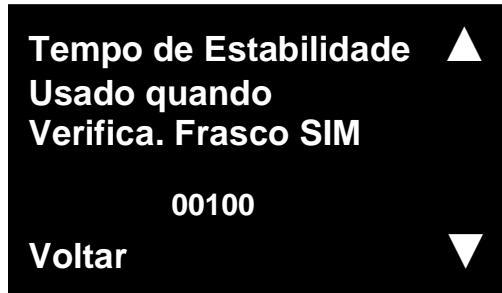 Tempo de Estabilidade
Usado quando
Verifica. Frasco SIM
00100
Voltar